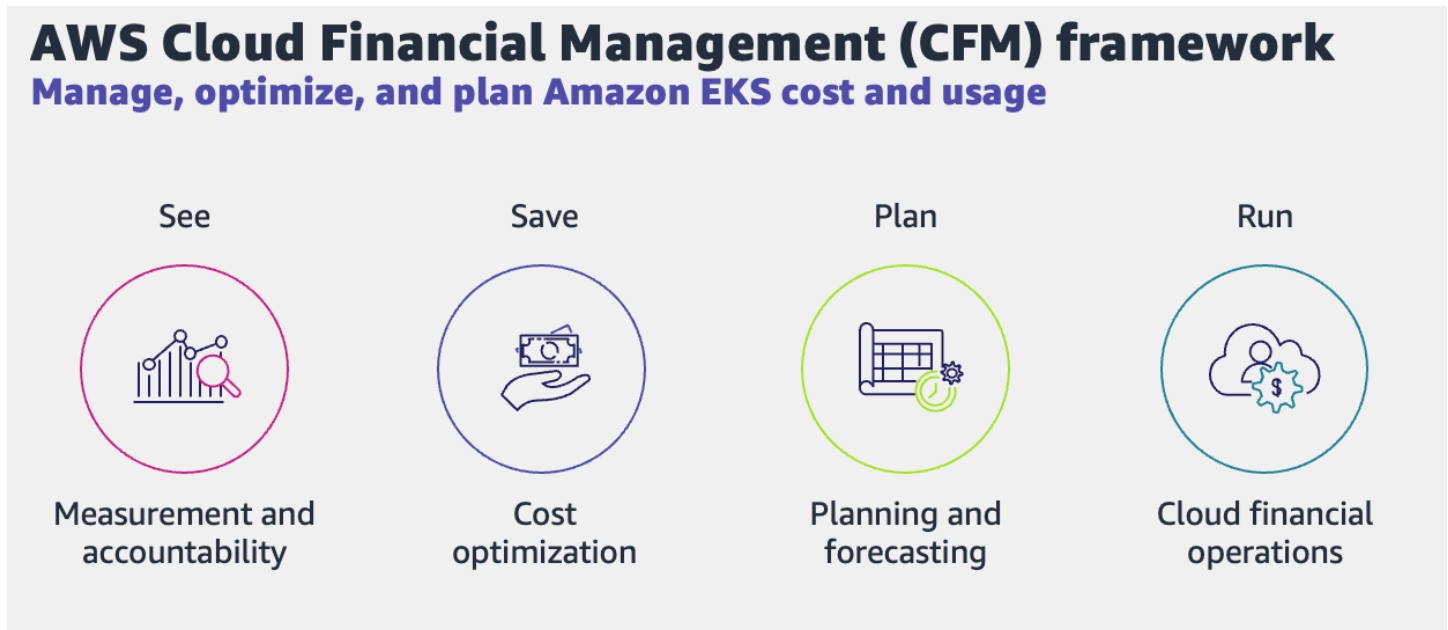 AWS Cloud Financial Management (CFM) framework
Manage, optimize, and plan Amazon EKS cost and usage
See
Save
Plan
Run
$
Measurement and
accountability
Cost
optimization
Planning and
forecasting
Cloud financial
operations